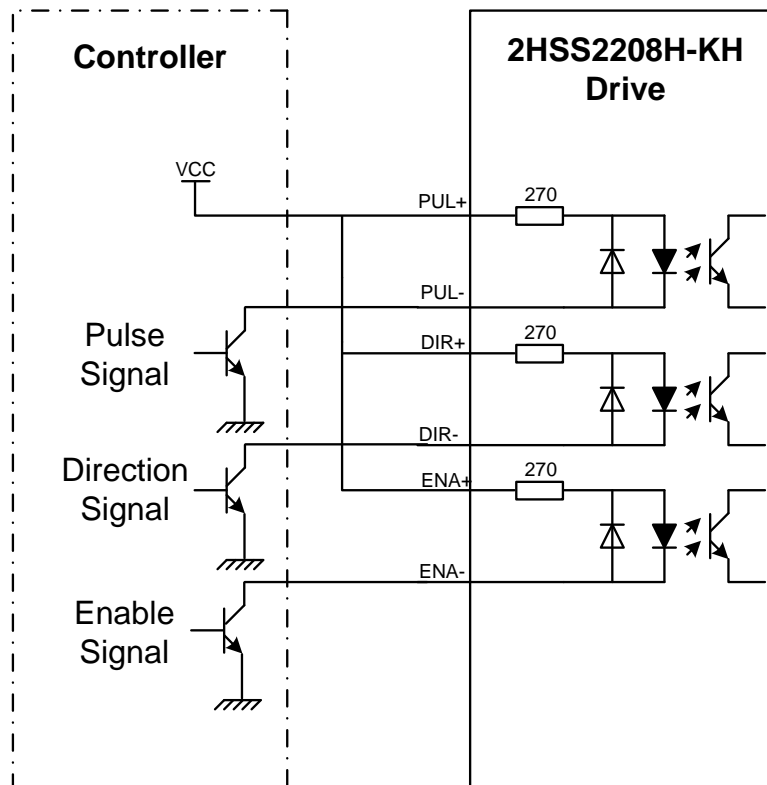 Controller
2HSS2208H-KH
Drive
VCC
PUL+
270
PUL-
Pulse
Signal
DIR+
270
DIR-
Direction
Signal
ENA+
270
ENA-
Enable
Signal